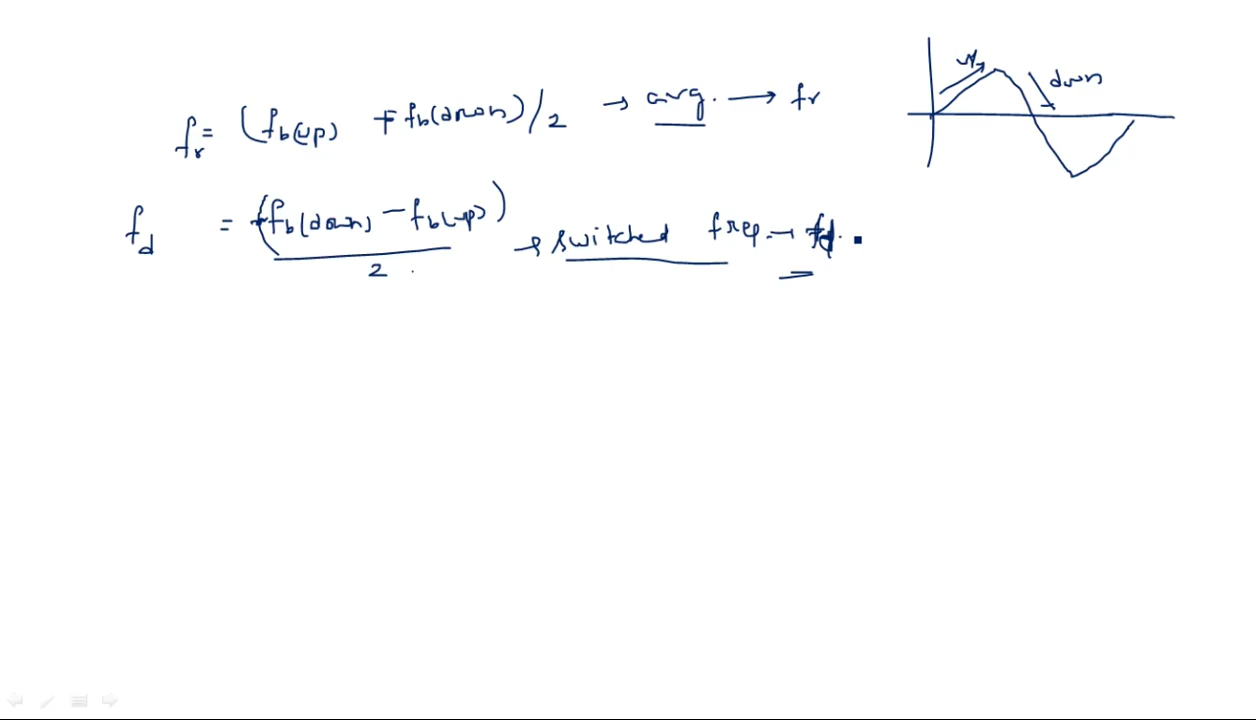 fr = (fb(up) + fb(down)/2 → avg. → fr
fd = (fb(down) - fb(up))/2 → switched freq. → fd.
up
down